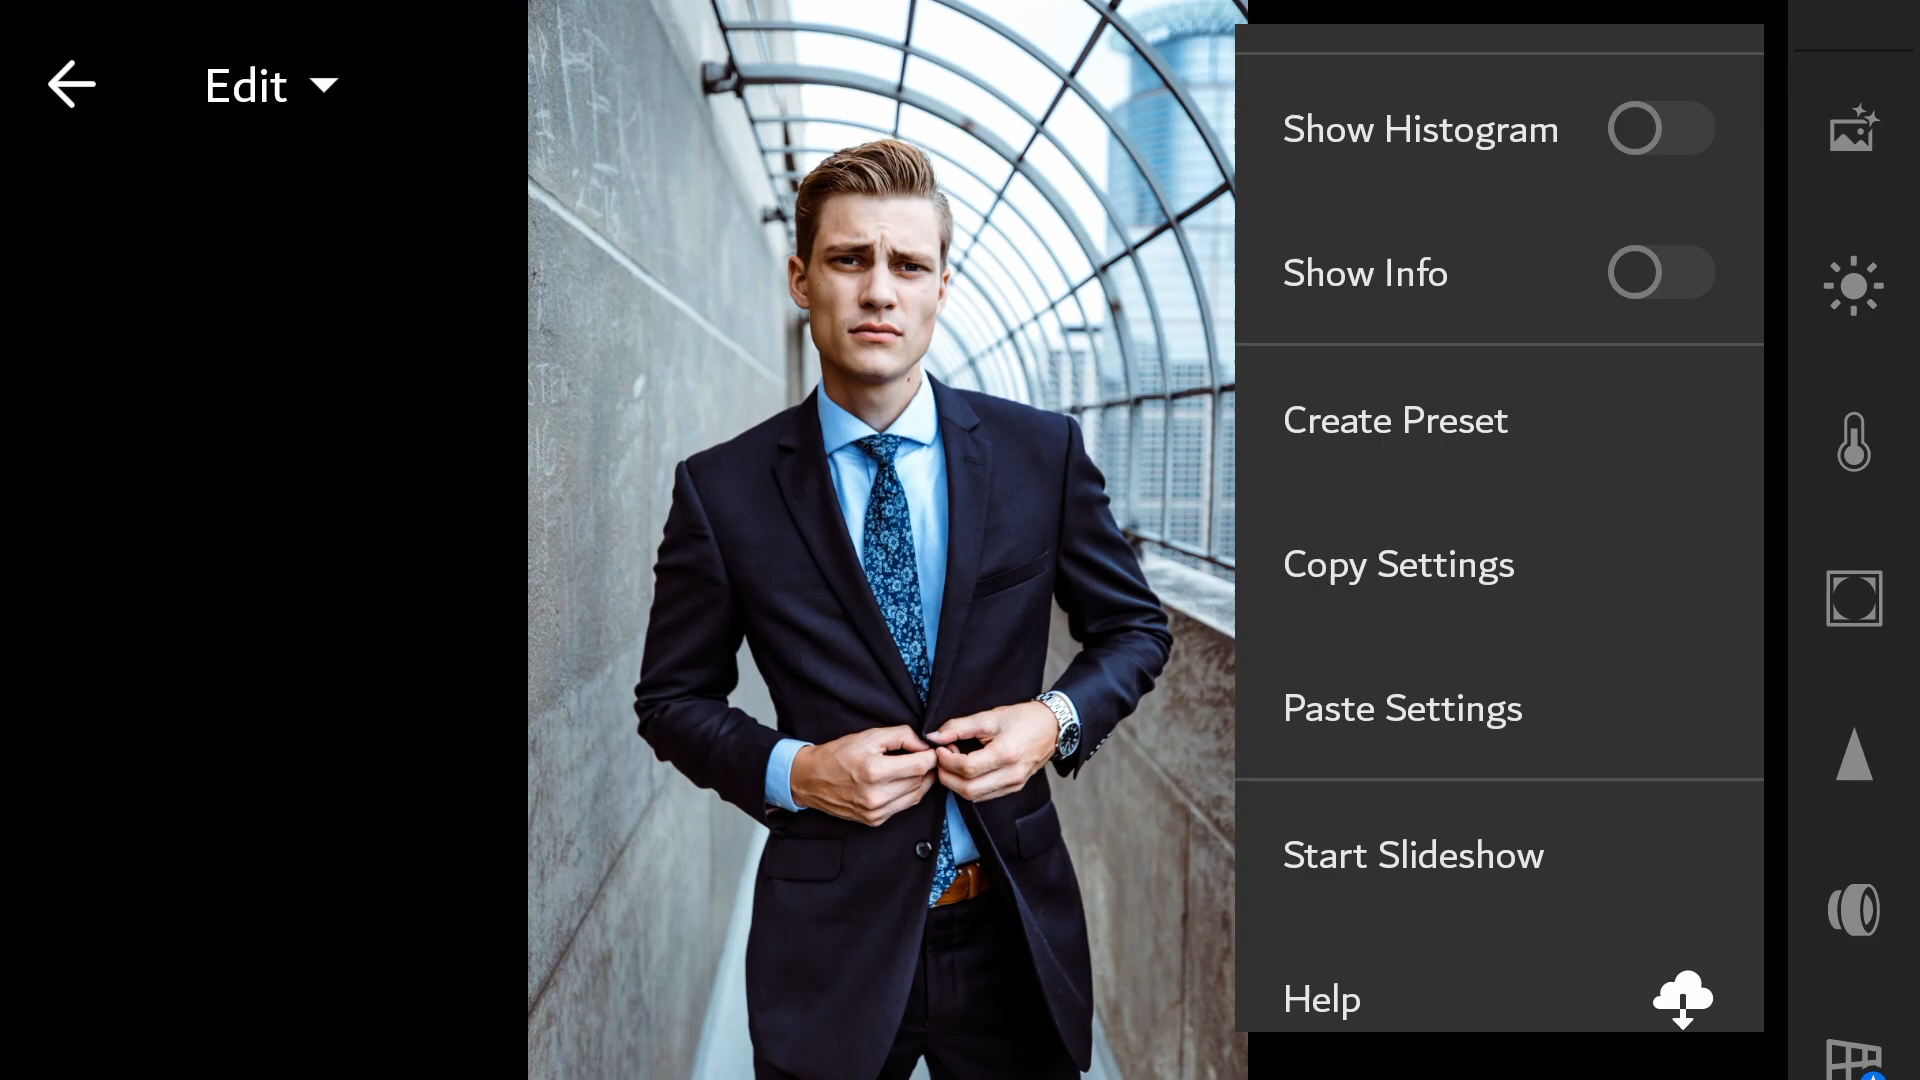 Edit
Show Histogram
Show Info
Create Preset
Copy Settings
Paste Settings
Start Slideshow
Help